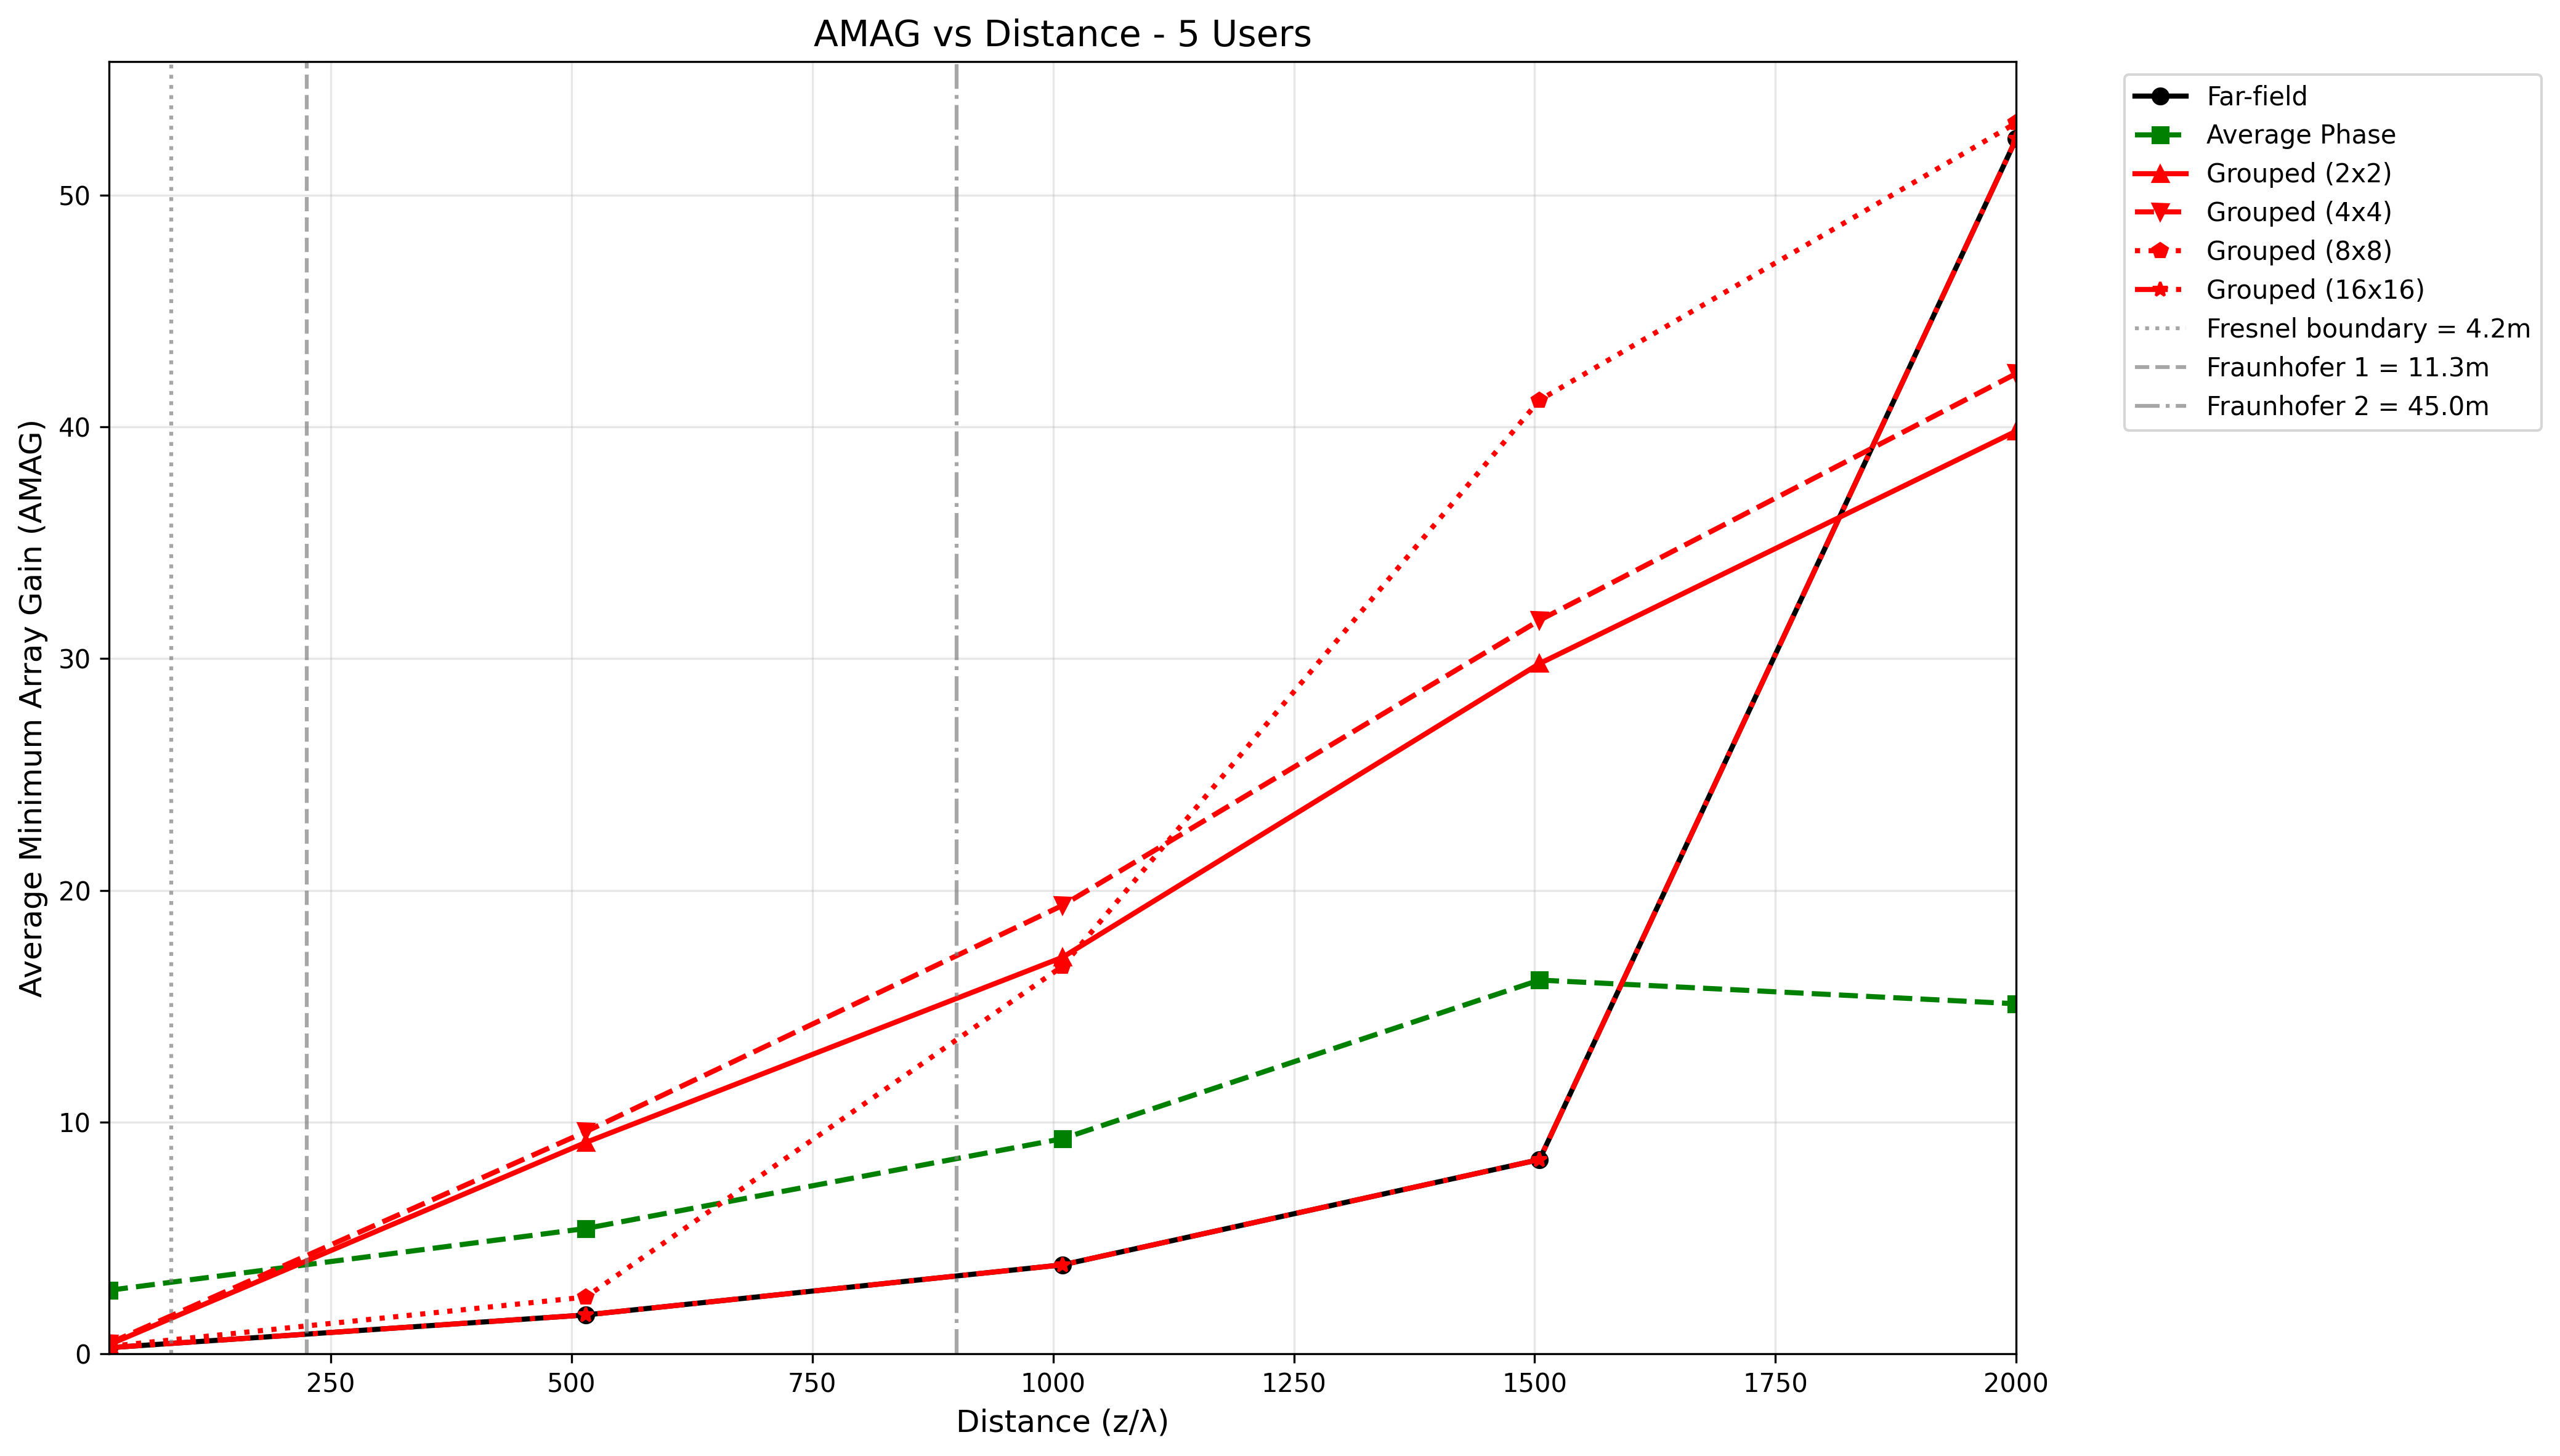 AMAG vs Distance - 5 Users
Average Minimum Array Gain (AMAG)
50
40
30
20
10
0
250
500
750
1000
1250
1500
1750
2000
Distance (z/λ)
Far-field
Average Phase
Grouped (2x2)
Grouped (4x4)
Grouped (8x8)
Grouped (16x16)
Fresnel boundary = 4.2m
Fraunhofer 1 = 11.3m
Fraunhofer 2 = 45.0m